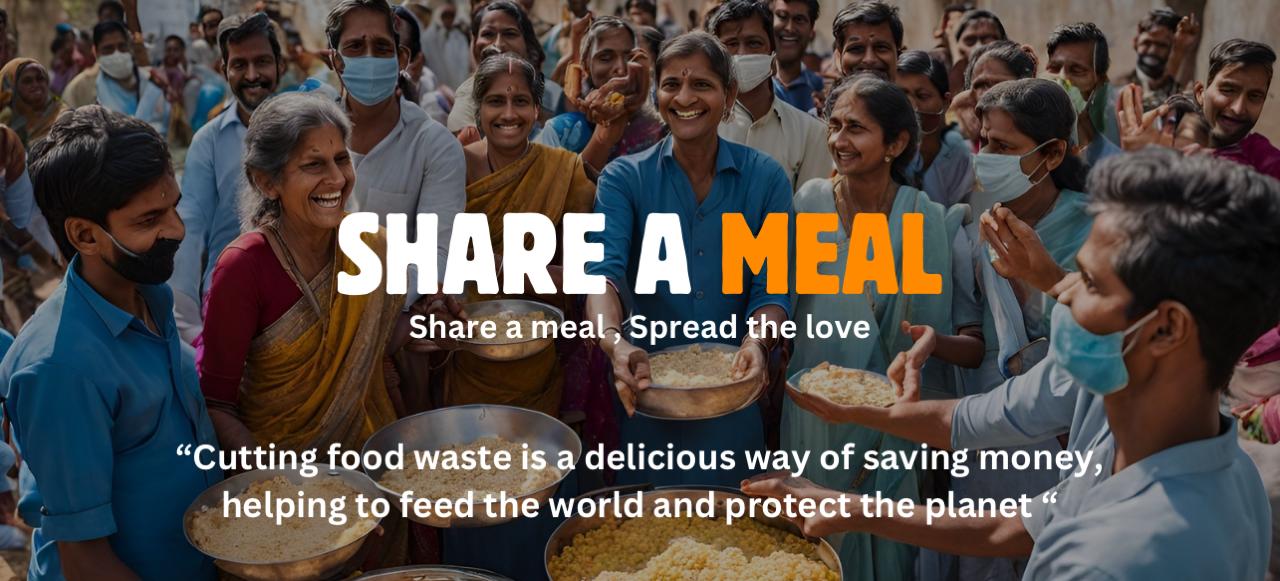 SHARE A MEAL
Share a meal , Spread the love
“Cutting food waste is a delicious way of saving money,
helping to feed the world and protect the planet “